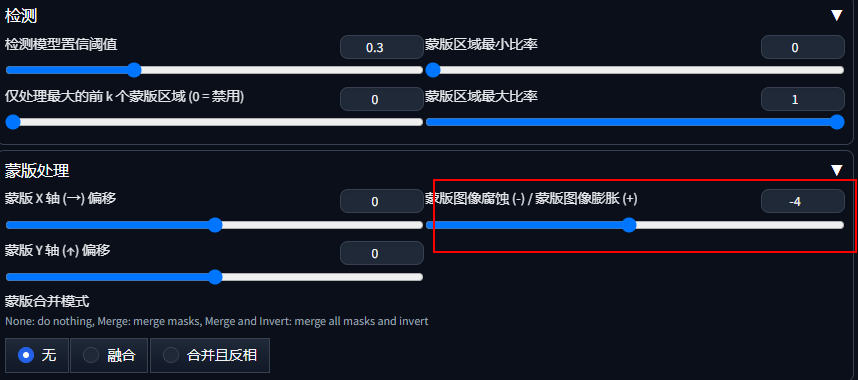 检测 ▼
检测模型置信阈值 0.3 蒙版区域最小比率 0
仅处理最大的前 k 个蒙版区域 (0 = 禁用) 0 蒙版区域最大比率 1
蒙版处理 ▼
蒙版 X 轴 (→) 偏移 0 蒙版图像腐蚀 (-) / 蒙版图像膨胀 (+) -4
蒙版 Y 轴 (↑) 偏移 0
蒙版合并模式
None: do nothing, Merge: merge masks, Merge and Invert: merge all masks and invert
无 融合 合并且反相